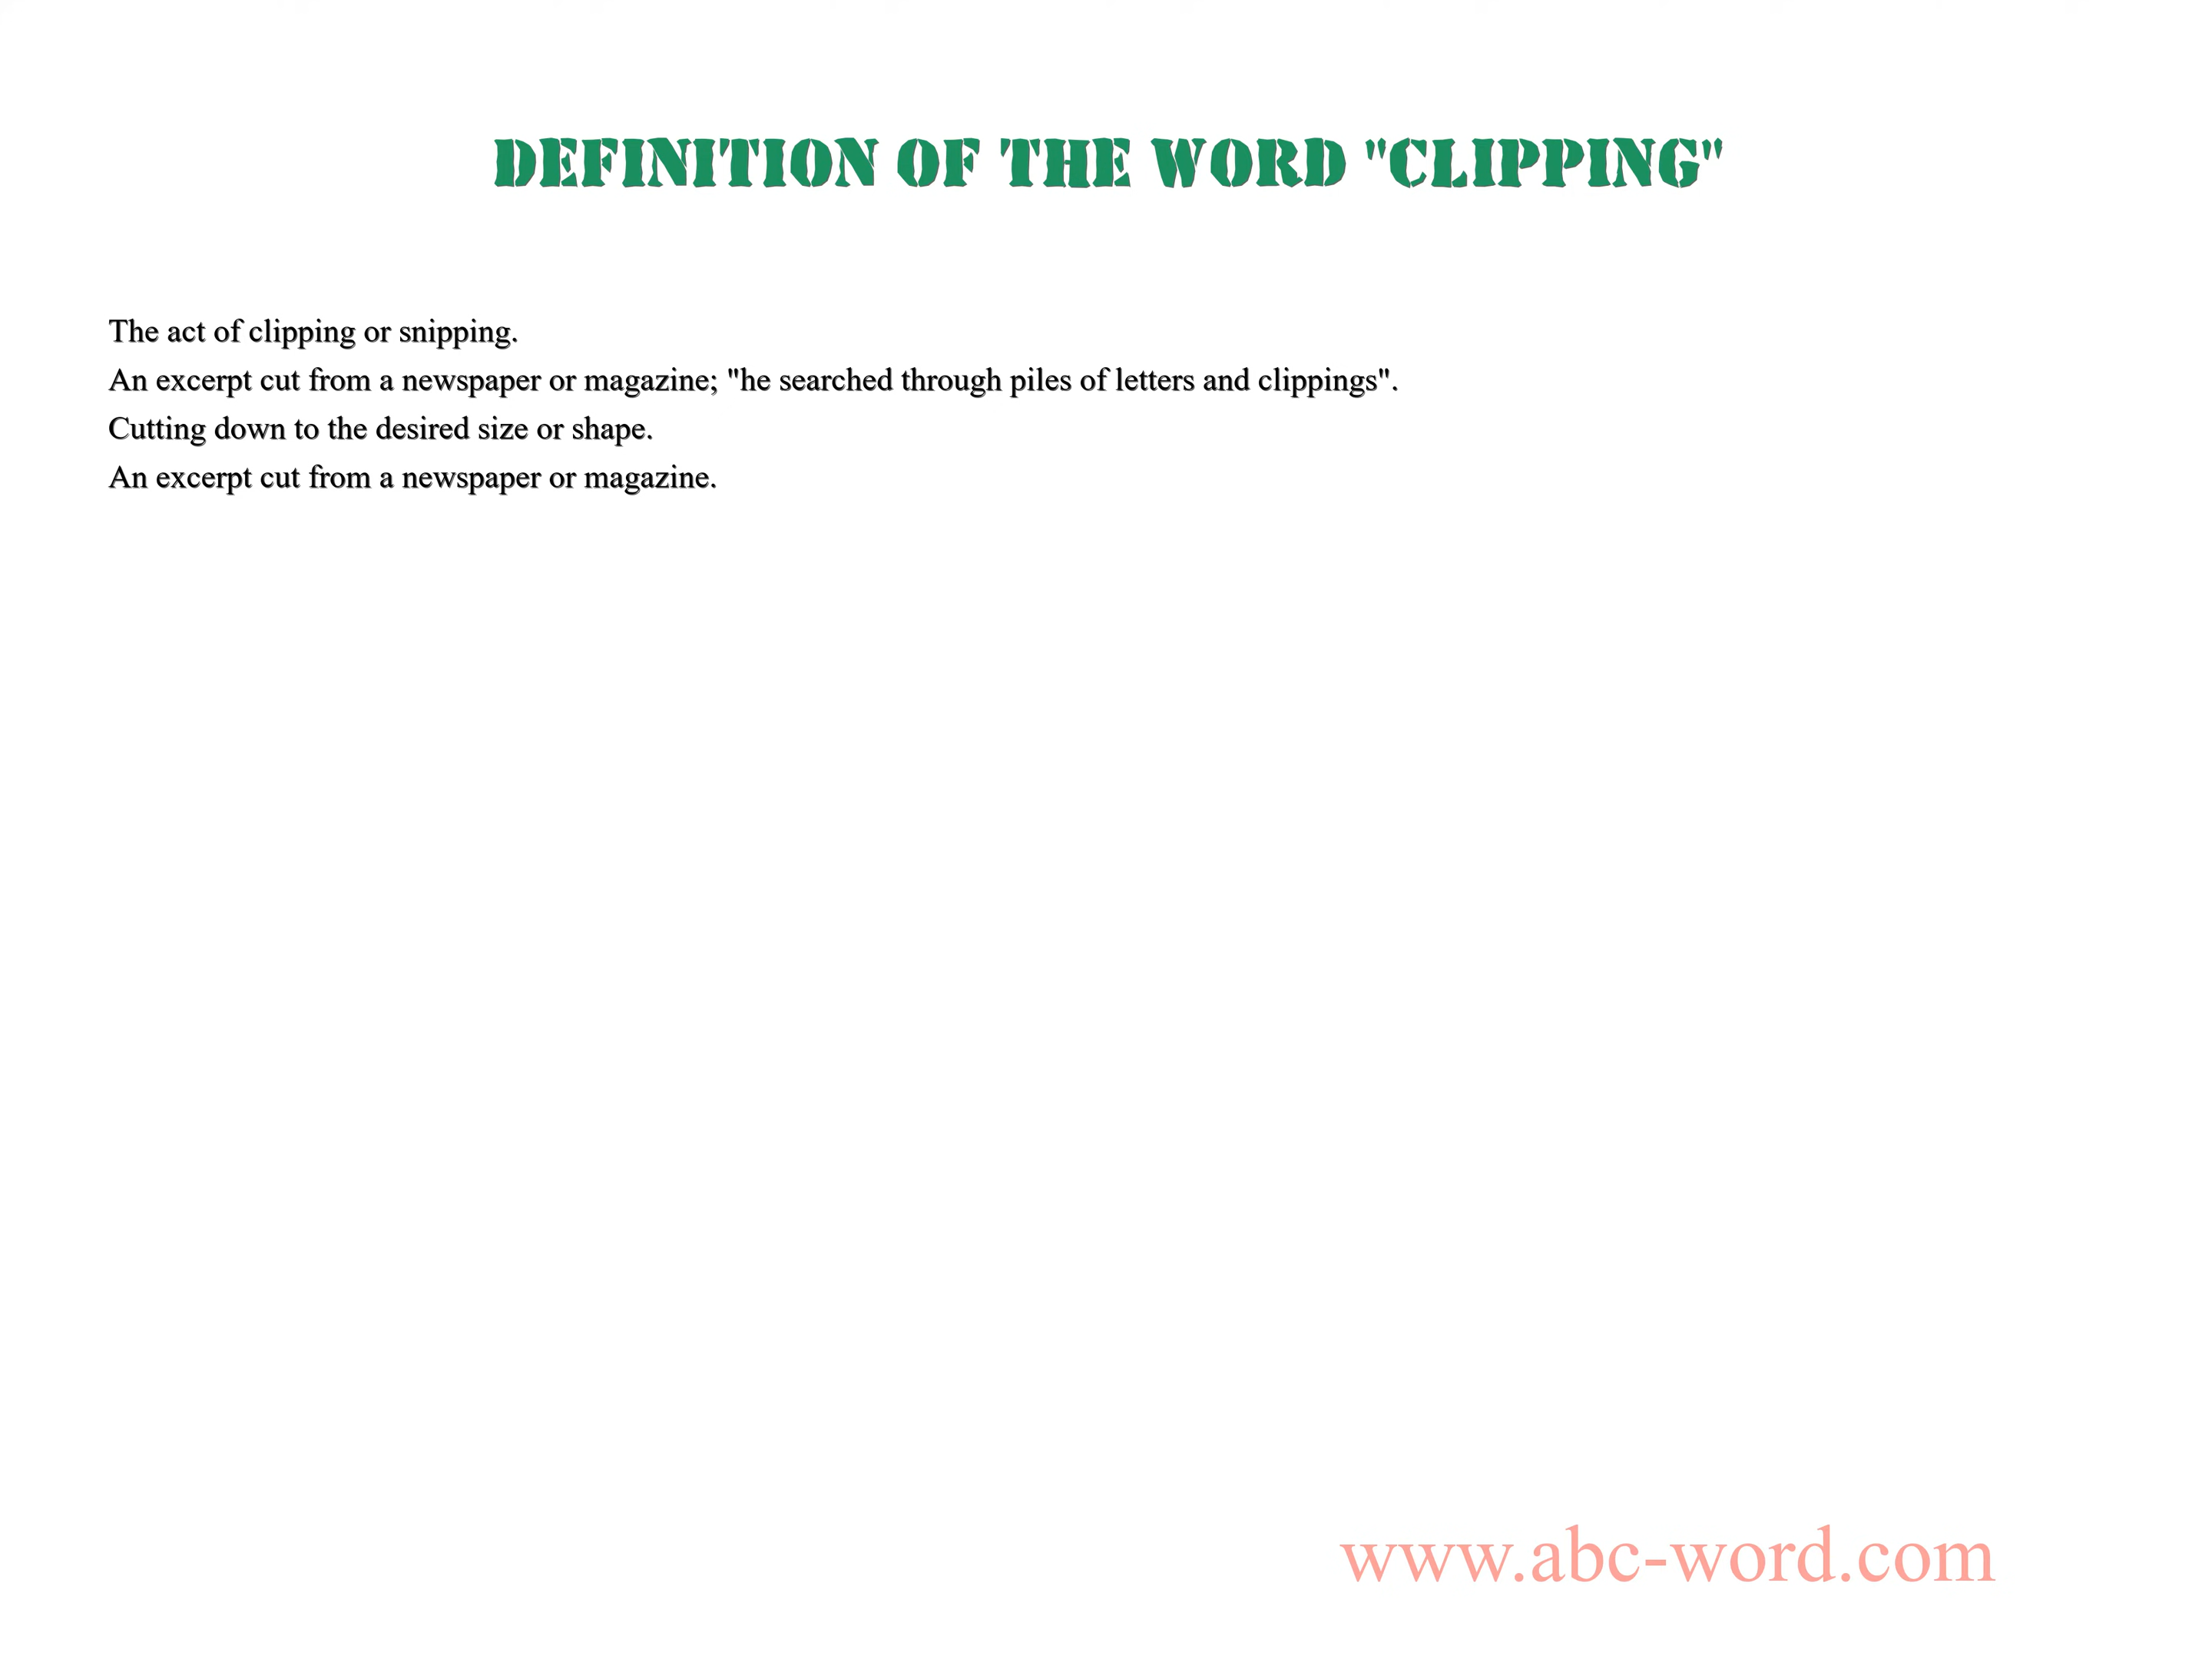 DEFINITION OF THE WORD "CLIPPING"
The act of clipping or snipping.
An excerpt cut from a newspaper or magazine; "he searched through piles of letters and clippings".
Cutting down to the desired size or shape.
An excerpt cut from a newspaper or magazine.
www.abc-word.com